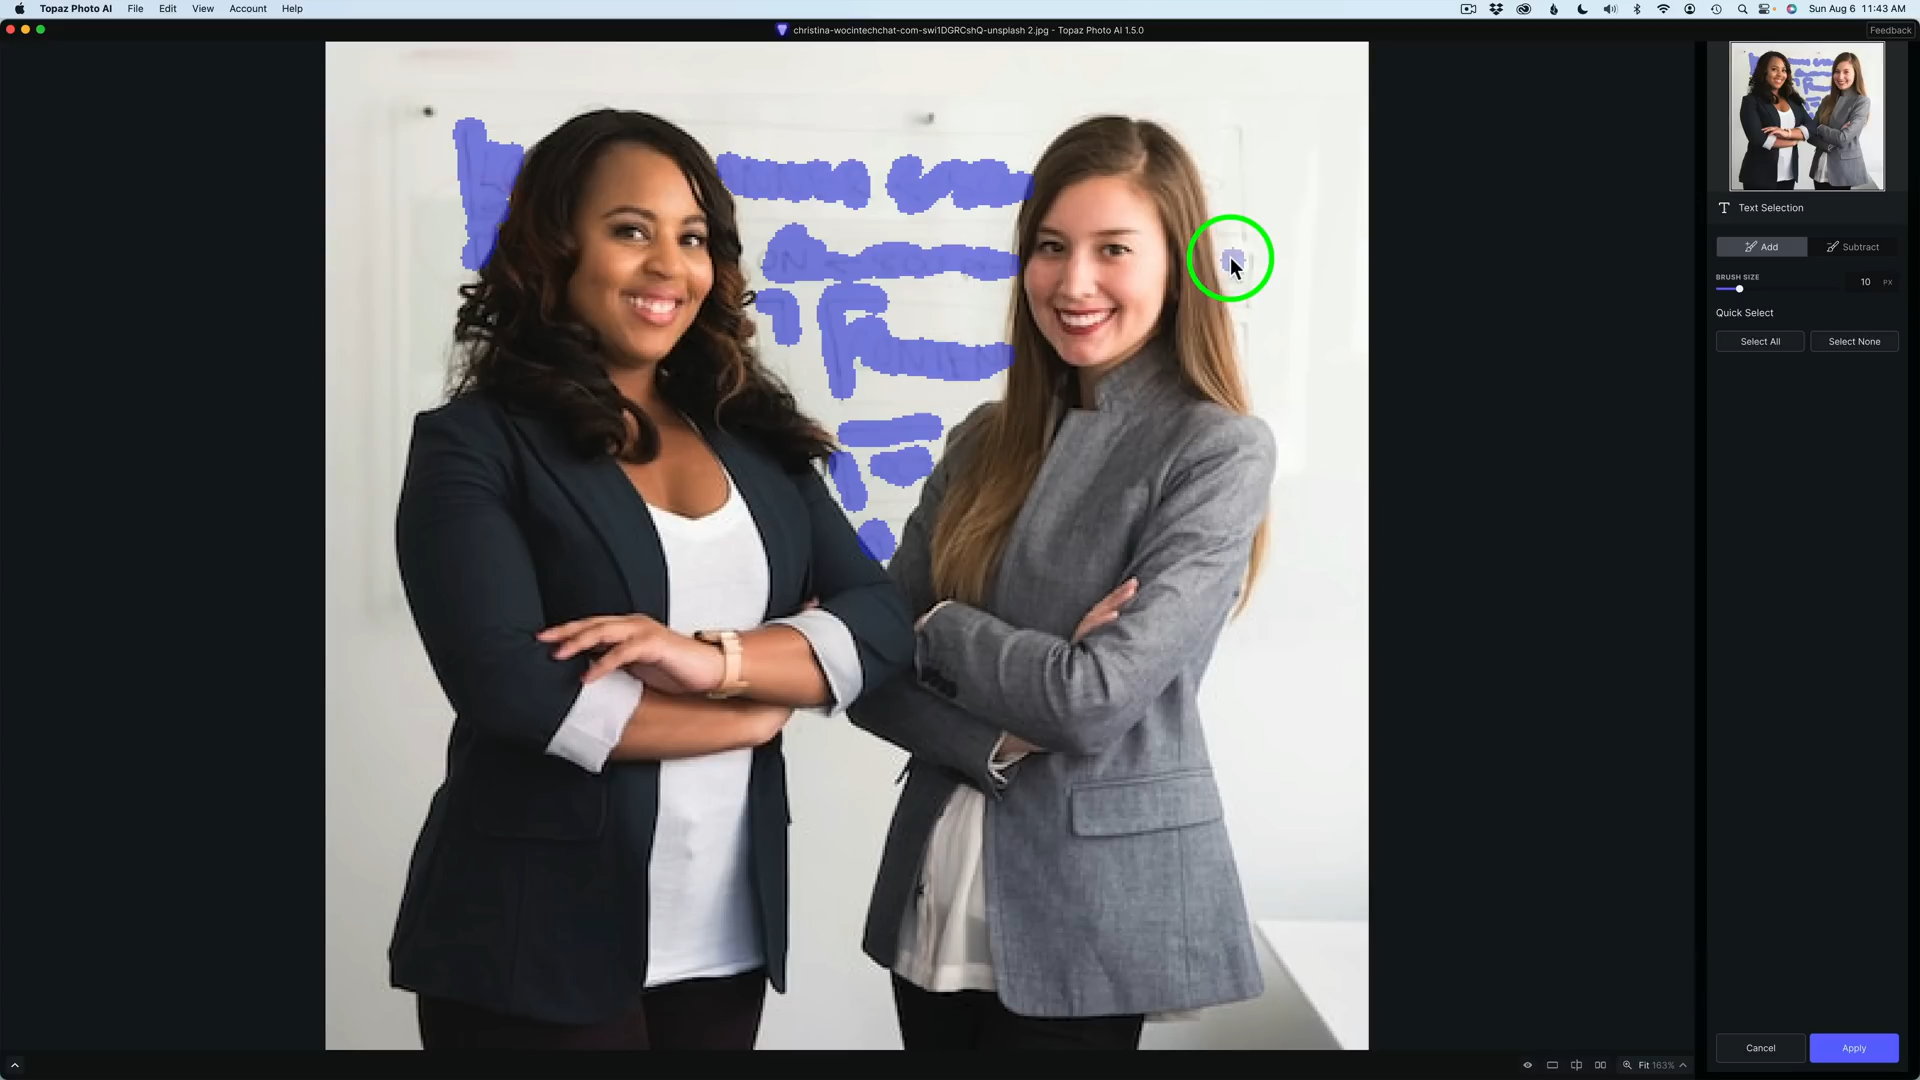 Topaz Photo AI File Edit View Account Help Sun Aug 6 11:43 AM
christina-wocintechchat-com-swi1DGRCshQ-unsplash 2.jpg - Topaz Photo AI 1.5.0
Feedback
Text Selection
Add Subtract
BRUSH SIZE
10 PX
Quick Select
Select All Select None
Cancel Apply
Fit 163%